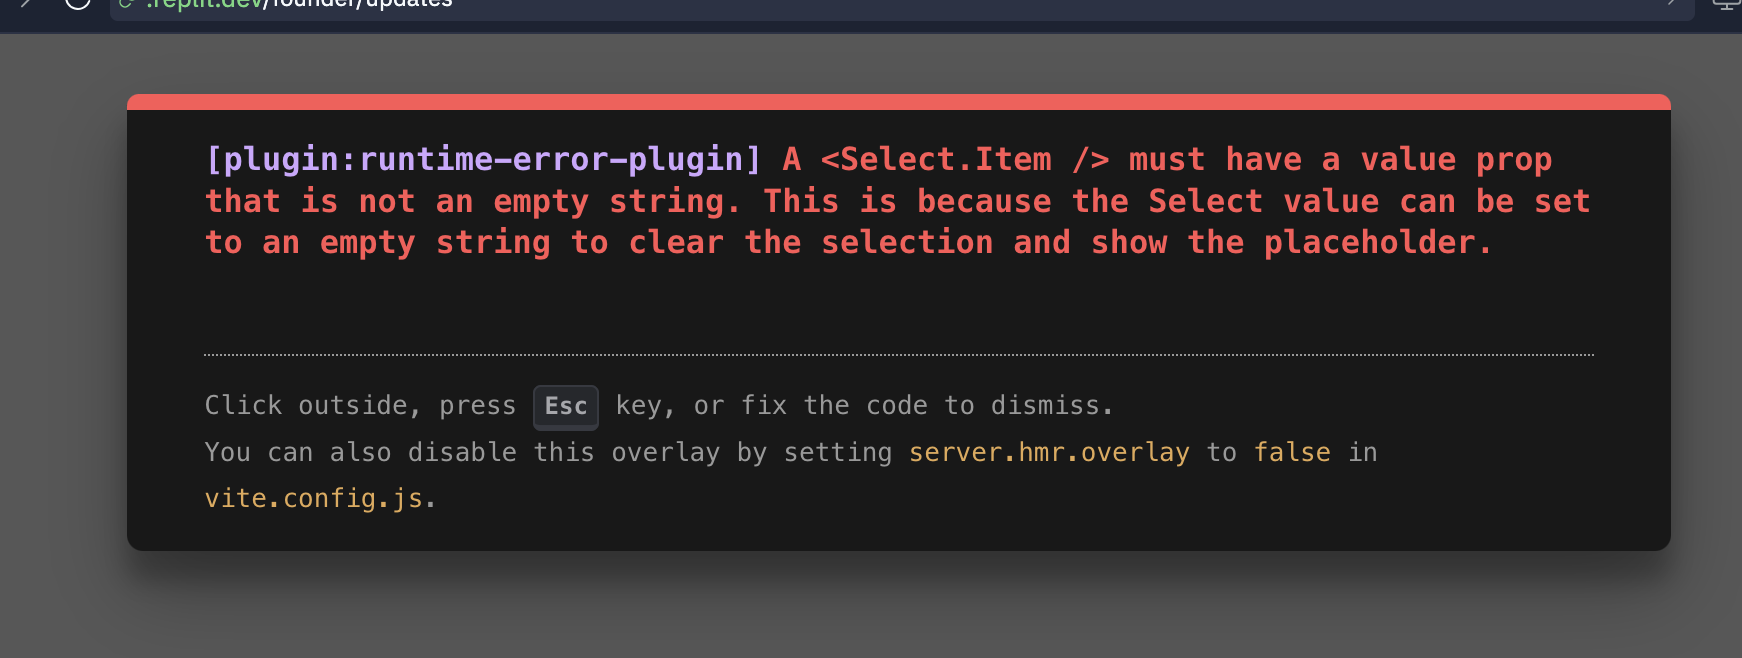 .replit.dev/founder/updates
[plugin:runtime-error-plugin] A <Select.Item /> must have a value prop
that is not an empty string. This is because the Select value can be set
to an empty string to clear the selection and show the placeholder.
Click outside, press Esc key, or fix the code to dismiss.
You can also disable this overlay by setting server.hmr.overlay to false in
vite.config.js.